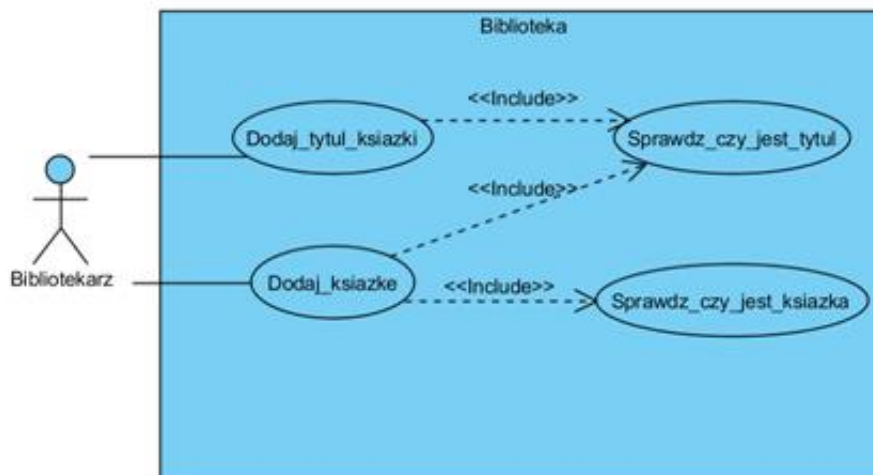 Biblioteka
<<Include>>
Dodaj_tytul_ksiazki
Sprawdz_czy_jest_tytul
<<Include>>
Bibliotekarz
Dodaj_ksiazke
<<Include>>
Sprawdz_czy_jest_ksiazka